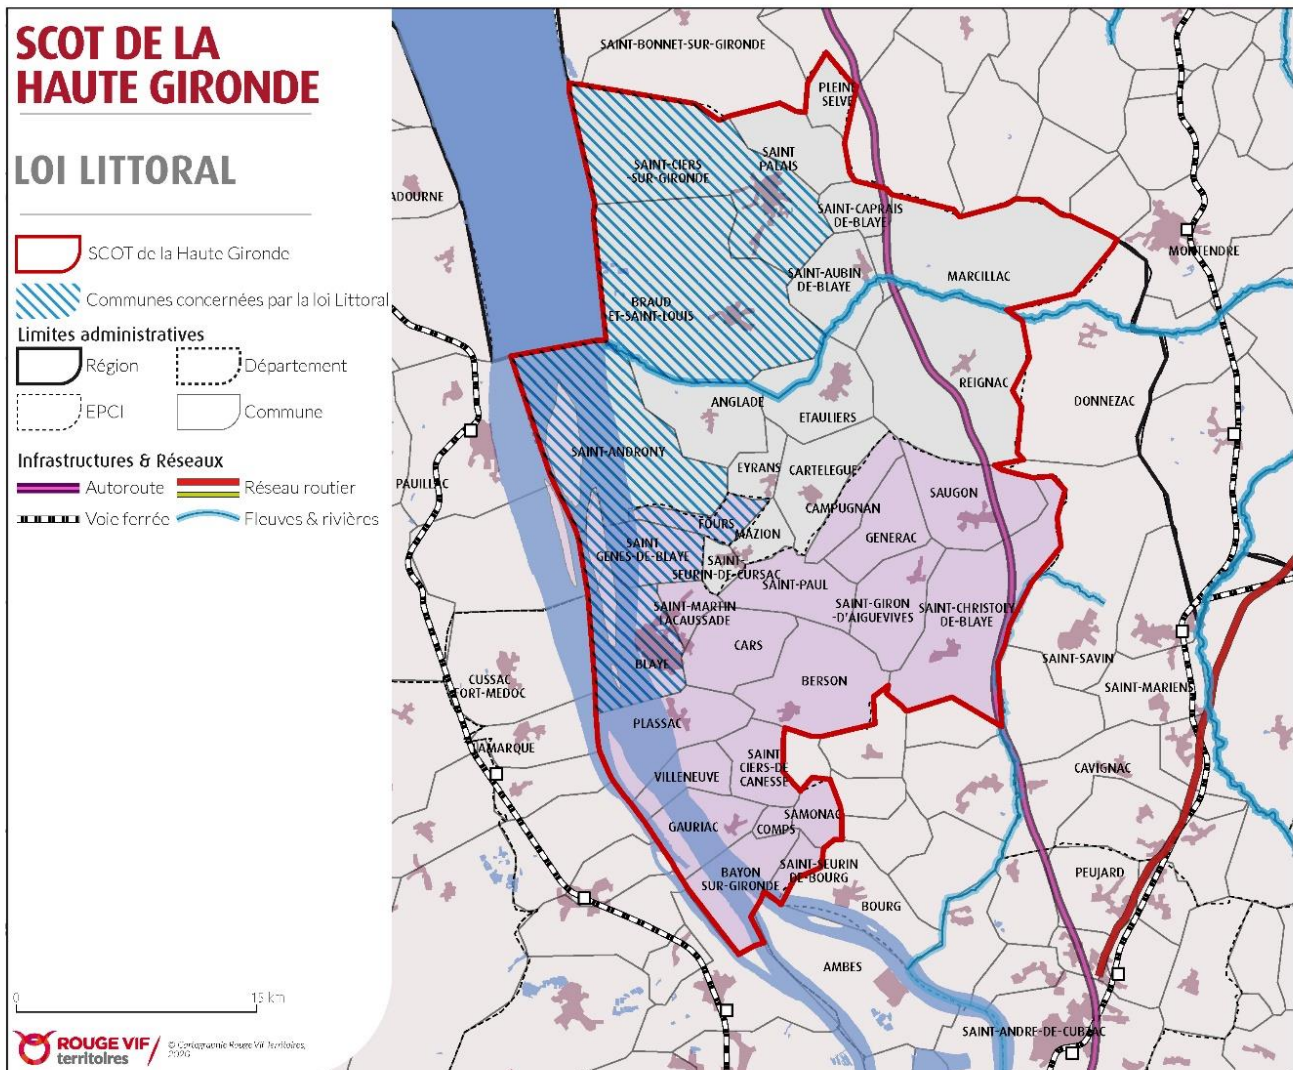 SCOT DE LA
HAUTE GIRONDE
LOI LITTORAL
SCOT de la Haute Gironde
Communes concernées par la loi Littoral
Limites administratives
Région
Département
EPCI
Commune
Infrastructures & Réseaux
Autoroute
Réseau routier
Voie ferrée
Fleuves & rivières
0
15 km
ROUGE VIF
territoires
© Cartographie Rouge Vif Territoires,
2020
SAINT-BONNET-SUR-GIRONDE
PLEINE
SELVE
SAINT
PALAIS
SAINT-CIERS
-SUR-GIRONDE
ADOURNE
SAINT-CAPRAIS
DE-BLAYE
MONTENDRE
SAINT-AUBIN
DE-BLAYE
MARCILLAC
BRAUD
ET-SAINT-LOUIS
REIGNAC
ANGLADE
DONNEZAC
ETAULIERS
SAINT-ANDRONY
EYRANS
CARTELEGUE
PAUILLAC
SAUGON
CAMPUGNAN
FOURS
MAZION
GENERAC
SAINT
GENES-DE-BLAYE
SAINT-
SEURIN-DE-CURSAC
SAINT-PAUL
SAINT-MARTIN
LACAUSSADE
SAINT-GIRON
-D'AIGUEVIVES
SAINT-CHRISTOLY
DE-BLAYE
CARS
BLAYE
SAINT-SAVIN
CUSSAC
FORT-MEDOC
BERSON
SAINT-MARIENS
PLASSAC
LAMARQUE
SAINT
CIERS-DE
CANESSE
VILLENEUVE
CAVIGNAC
GAURIAC
SAMONAC
COMPS
BAYON
SUR-GIRONDE
SAINT-SEURIN
DE-BOURG
PEUJARD
BOURG
AMBES
SAINT-ANDRE-DE-CUBZAC